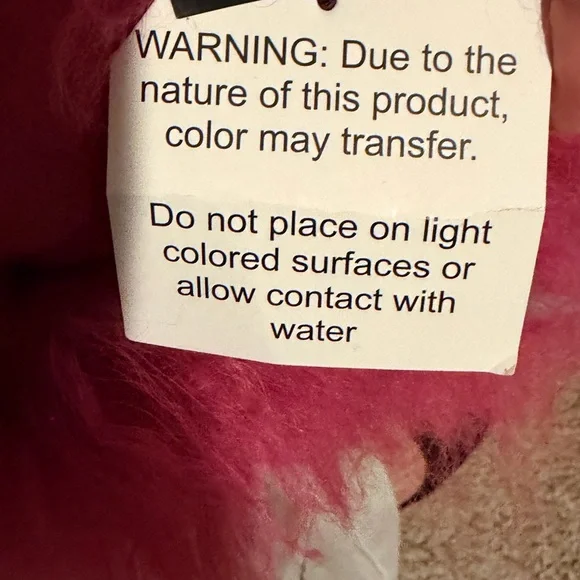 WARNING: Due to the
nature of this product,
color may transfer.
Do not place on light
colored surfaces or
allow contact with
water